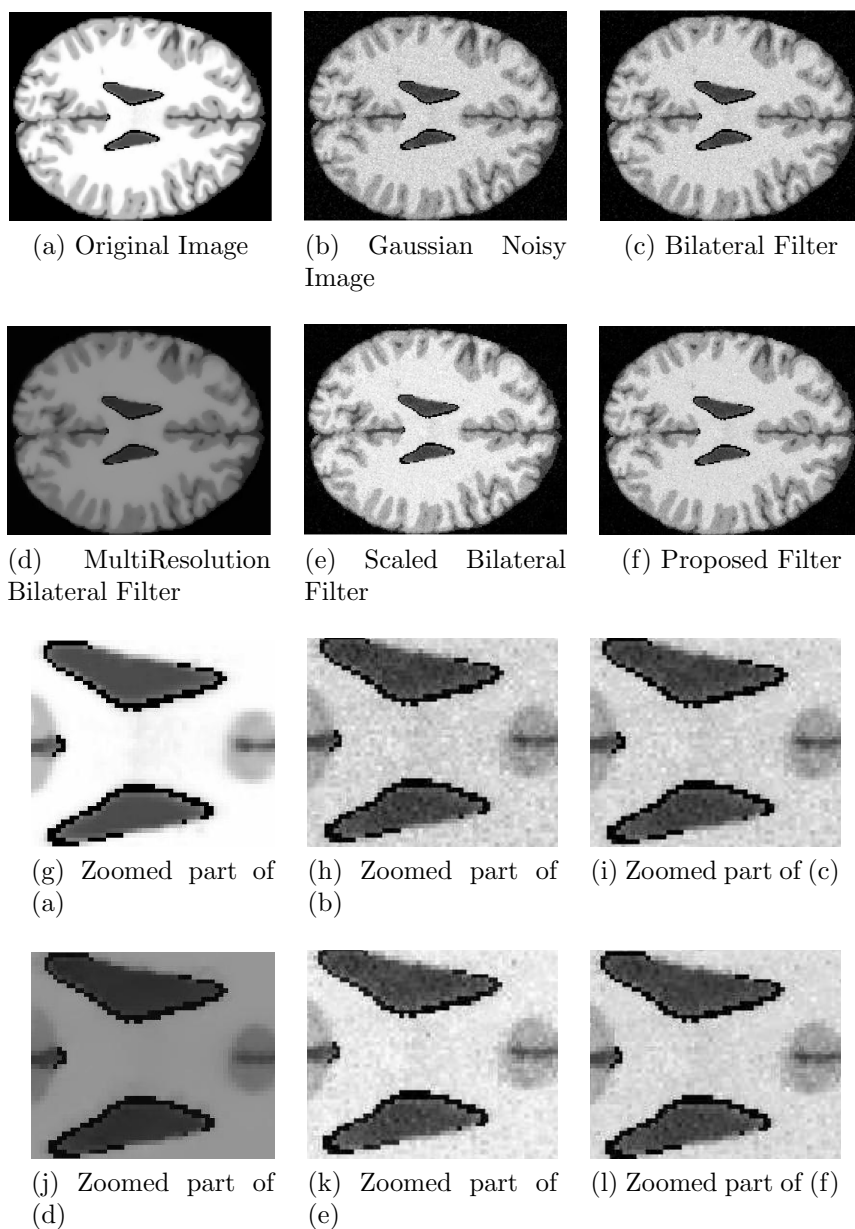 (a) Original Image
(b) Gaussian Noisy
Image
(c) Bilateral Filter
(d) MultiResolution
Bilateral Filter
(e) Scaled Bilateral
Filter
(f) Proposed Filter
(g) Zoomed part of
(a)
(h) Zoomed part of
(b)
(i) Zoomed part of (c)
(j) Zoomed part of
(d)
(k) Zoomed part of
(e)
(l) Zoomed part of (f)